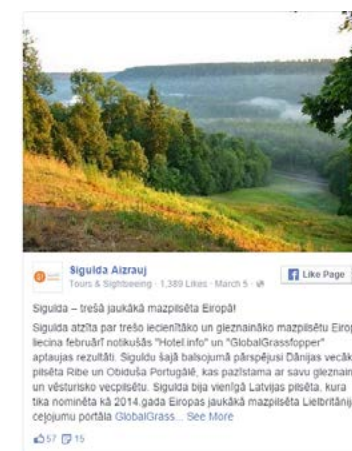 Sigulda Aizrauj
Tours & Sightseeing · 1,389 Likes · March 5 ·
Like Page
Sigulda – trešā jaukākā mazpilsēta Eiropā!
Sigulda atzīta par trešo iecienītāko un gleznaināko mazpilsētu Eirop
liecina februārī notikušās "Hotel.info" un "GlobalGrassfopper"
aptaujas rezultāti. Siguldu šajā balsojumā pārspējusi Dānijas vecāk
pilsēta Ribe un Obiduša Portugālē, kas pazīstama ar savu gleznain
un vēsturisko vecpilsētu. Sigulda bija vienīgā Latvijas pilsēta, kura
tika nominēta kā 2014.gada Eiropas jaukākā mazpilsēta Lielbritānij
ceļojumu portāla GlobalGrass... See More
57 15